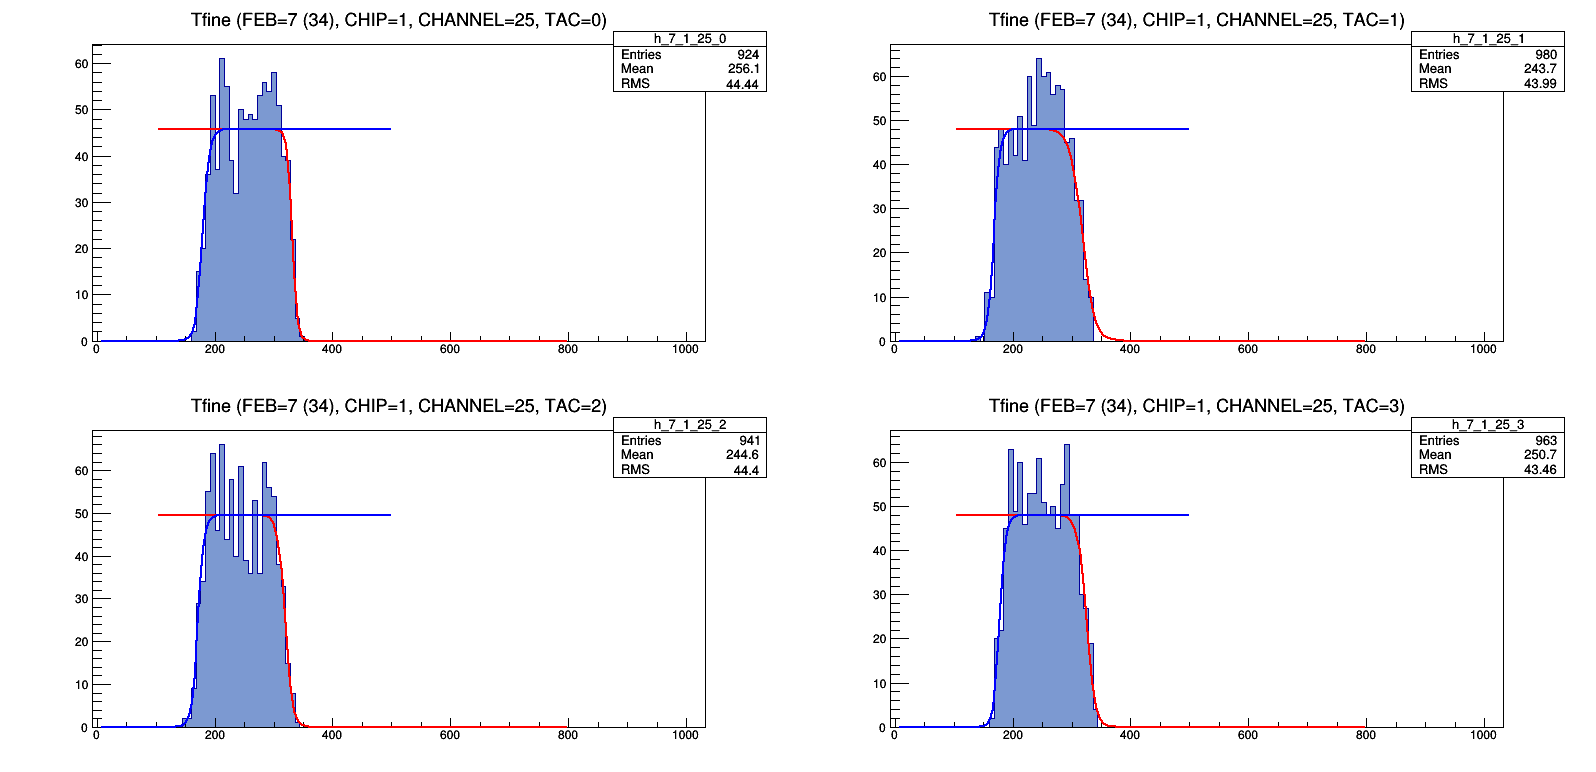 Tfine (FEB=7 (34), CHIP=1, CHANNEL=25, TAC=0)
h_7_1_25_0
Entries 924
Mean 256.1
RMS 44.44
60
50
40
30
20
10
0
0 200 400 600 800 1000
Tfine (FEB=7 (34), CHIP=1, CHANNEL=25, TAC=1)
h_7_1_25_1
Entries 980
Mean 243.7
RMS 43.99
60
50
40
30
20
10
0
0 200 400 600 800 1000
Tfine (FEB=7 (34), CHIP=1, CHANNEL=25, TAC=2)
h_7_1_25_2
Entries 941
Mean 244.6
RMS 44.4
60
50
40
30
20
10
0
0 200 400 600 800 1000
Tfine (FEB=7 (34), CHIP=1, CHANNEL=25, TAC=3)
h_7_1_25_3
Entries 963
Mean 250.7
RMS 43.46
60
50
40
30
20
10
0
0 200 400 600 800 1000